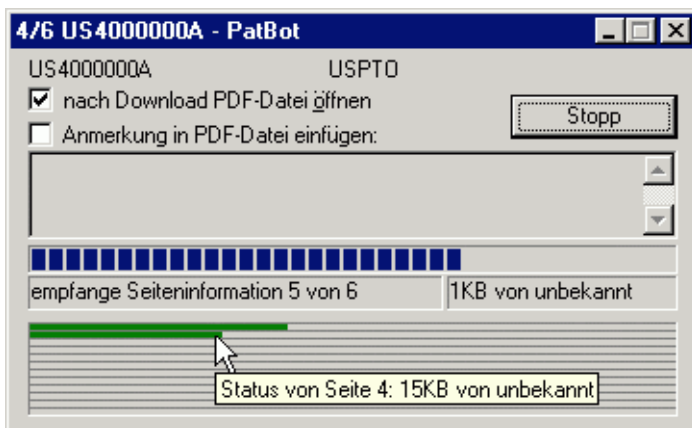 4/6 US4000000A - PatBot
US4000000A USPTO
nach Download PDF-Datei öffnen
Stopp
Anmerkung in PDF-Datei einfügen:
empfange Seiteninformation 5 von 6 1KB von unbekannt
Status von Seite 4: 15KB von unbekannt